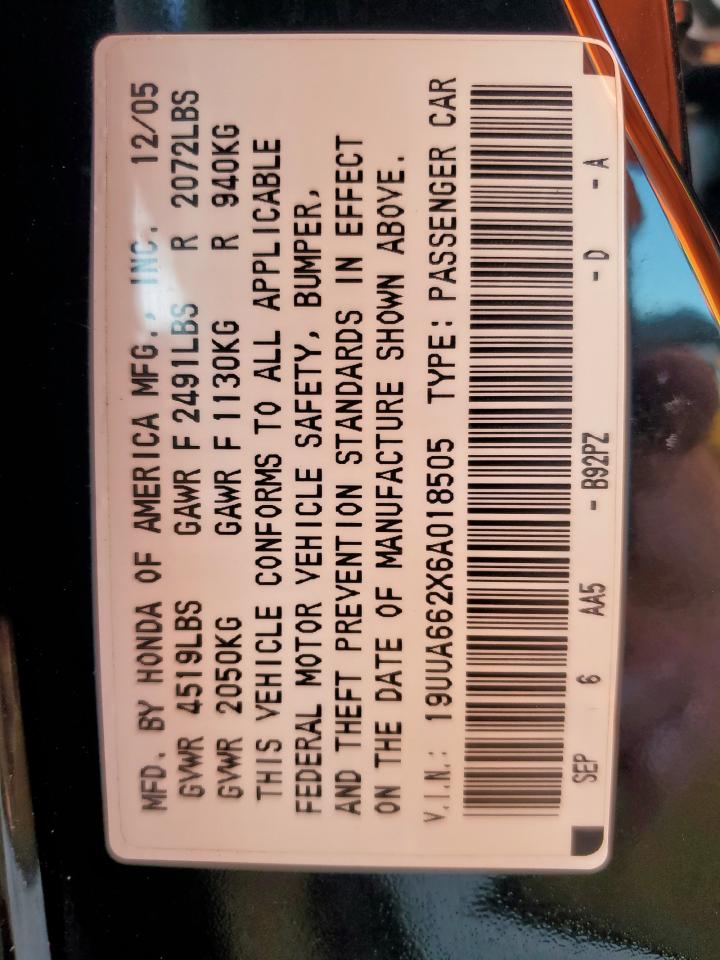 MFD. BY HONDA OF AMERICA MFG., INC. 12/05
GVWR 4519LBS GAWR F 2491LBS R 2072LBS
GVWR 2050KG GAWR F 1130KG R 940KG
THIS VEHICLE CONFORMS TO ALL APPLICABLE
FEDERAL MOTOR VEHICLE SAFETY, BUMPER,
AND THEFT PREVENTION STANDARDS IN EFFECT
ON THE DATE OF MANUFACTURE SHOWN ABOVE.
V.I.N.: 19UUA662X6A018505 TYPE: PASSENGER CAR
SEP 6 AA5 - B92PZ - D - A